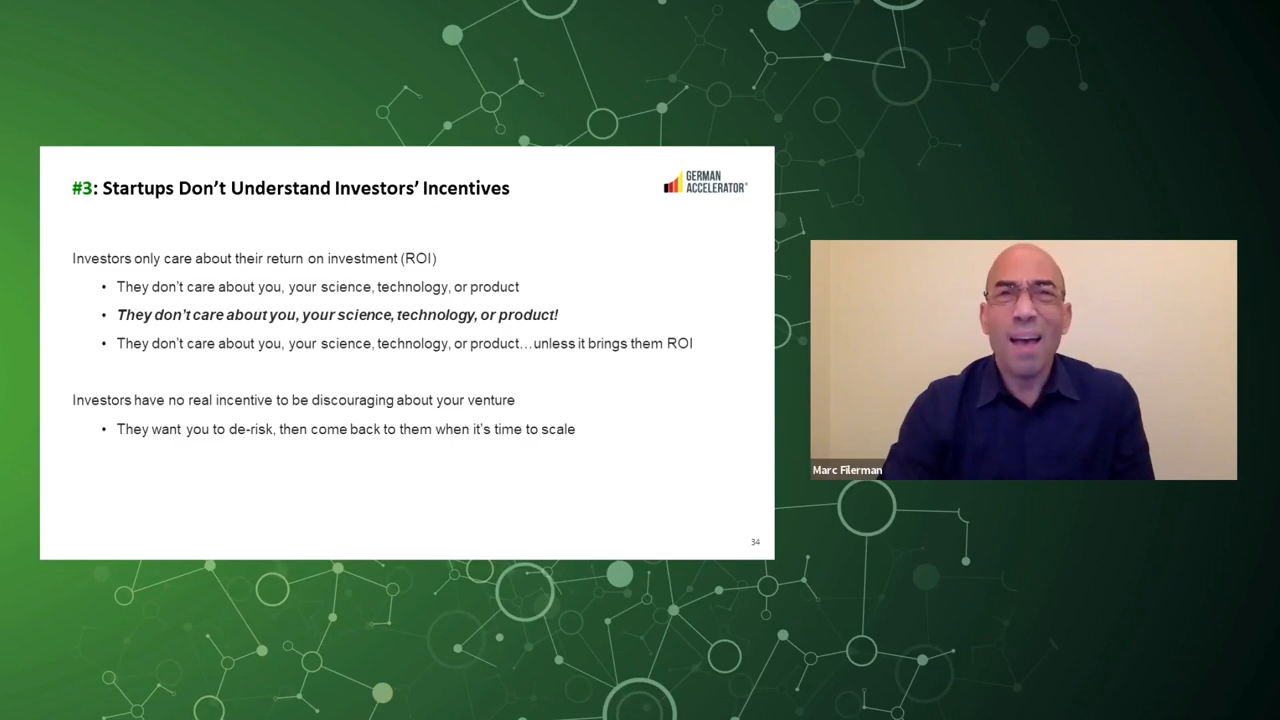 #3: Startups Don’t Understand Investors’ Incentives
GERMAN
ACCELERATOR®
Investors only care about their return on investment (ROI)
• They don’t care about you, your science, technology, or product
• They don’t care about you, your science, technology, or product!
• They don’t care about you, your science, technology, or product…unless it brings them ROI
Investors have no real incentive to be discouraging about your venture
• They want you to de-risk, then come back to them when it’s time to scale
34
Marc Filerman